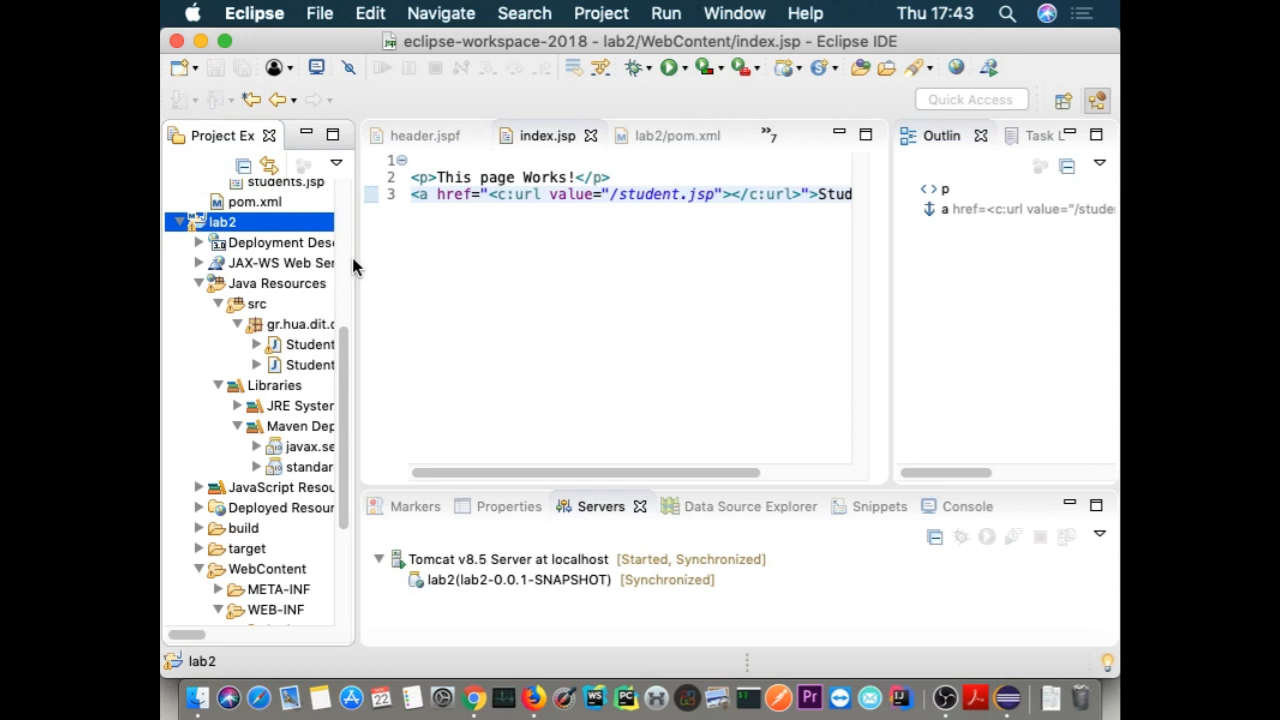 Eclipse File Edit Navigate Search Project Run Window Help Thu 17:43
eclipse-workspace-2018 - lab2/WebContent/index.jsp - Eclipse IDE
Quick Access
Project Ex
students.jsp
pom.xml
lab2
Deployment Des
JAX-WS Web Ser
Java Resources
src
gr.hua.dit.
Student
Student
Libraries
JRE Syster
Maven Dep
javax.se
standar
JavaScript Resou
Deployed Resour
build
target
WebContent
META-INF
WEB-INF
header.jspf index.jsp lab2/pom.xml »7
1
2 <p>This page Works!</p>
3 <a href="<c:url value="/student.jsp"></c:url>">Stud
Outlin Task L
p
a href=<c:url value="/stude
Markers Properties Servers Data Source Explorer Snippets Console
Tomcat v8.5 Server at localhost [Started, Synchronized]
lab2(lab2-0.0.1-SNAPSHOT) [Synchronized]
lab2
22 WS PC Pr